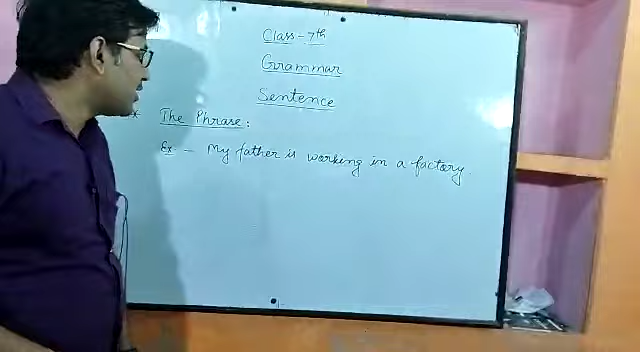 Class-7th
Grammar
Sentence
* The Phrase:
Ex - My father is working in a factory.